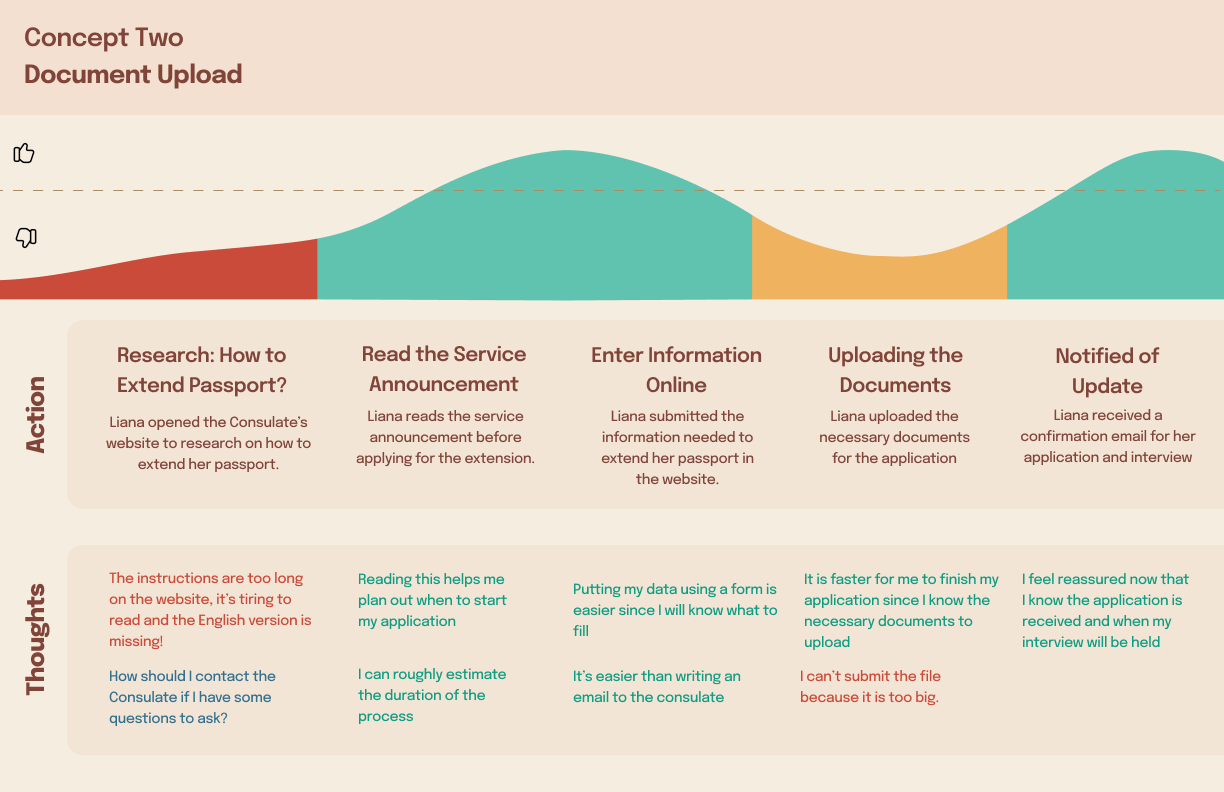 Concept Two
Document Upload
Action
Research: How to
Extend Passport?
Liana opened the Consulate's
website to research on how to
extend her passport.
Read the Service
Announcement
Liana reads the service
announcement before
applying for the extension.
Enter Information
Online
Liana submitted the
information needed to
extend her passport in
the website.
Uploading the
Documents
Liana uploaded the
necessary documents
for the application
Notified of
Update
Liana received a
confirmation email for her
application and interview
Thoughts
The instructions are too long
on the website, it's tiring to
read and the English version is
missing!
How should I contact the
Consulate if I have some
questions to ask?
Reading this helps me
plan out when to start
my application
I can roughly estimate
the duration of the
process
Putting my data using a form is
easier since I will know what to
fill
It's easier than writing an
email to the consulate
It is faster for me to finish my
application since I know the
necessary documents to
upload
I can't submit the file
because it is too big.
I feel reassured now that
I know the application is
received and when my
interview will be held